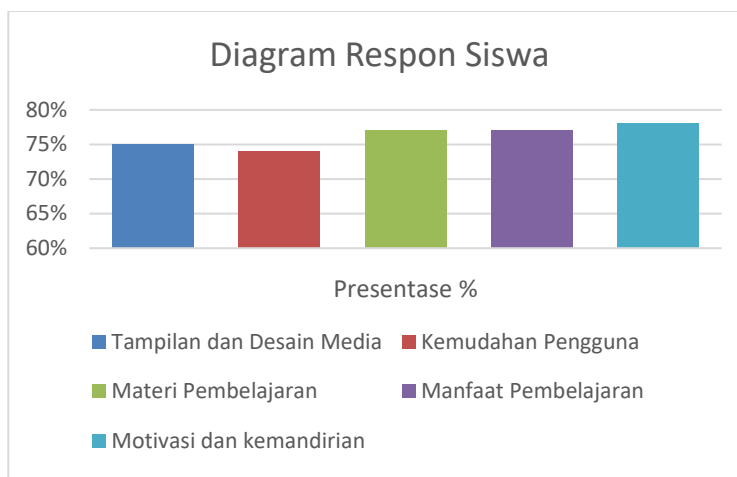 Diagram Respon Siswa
80%
75%
70%
65%
60%
Presentase %
Tampilan dan Desain Media
Kemudahan Pengguna
Materi Pembelajaran
Manfaat Pembelajaran
Motivasi dan kemandirian